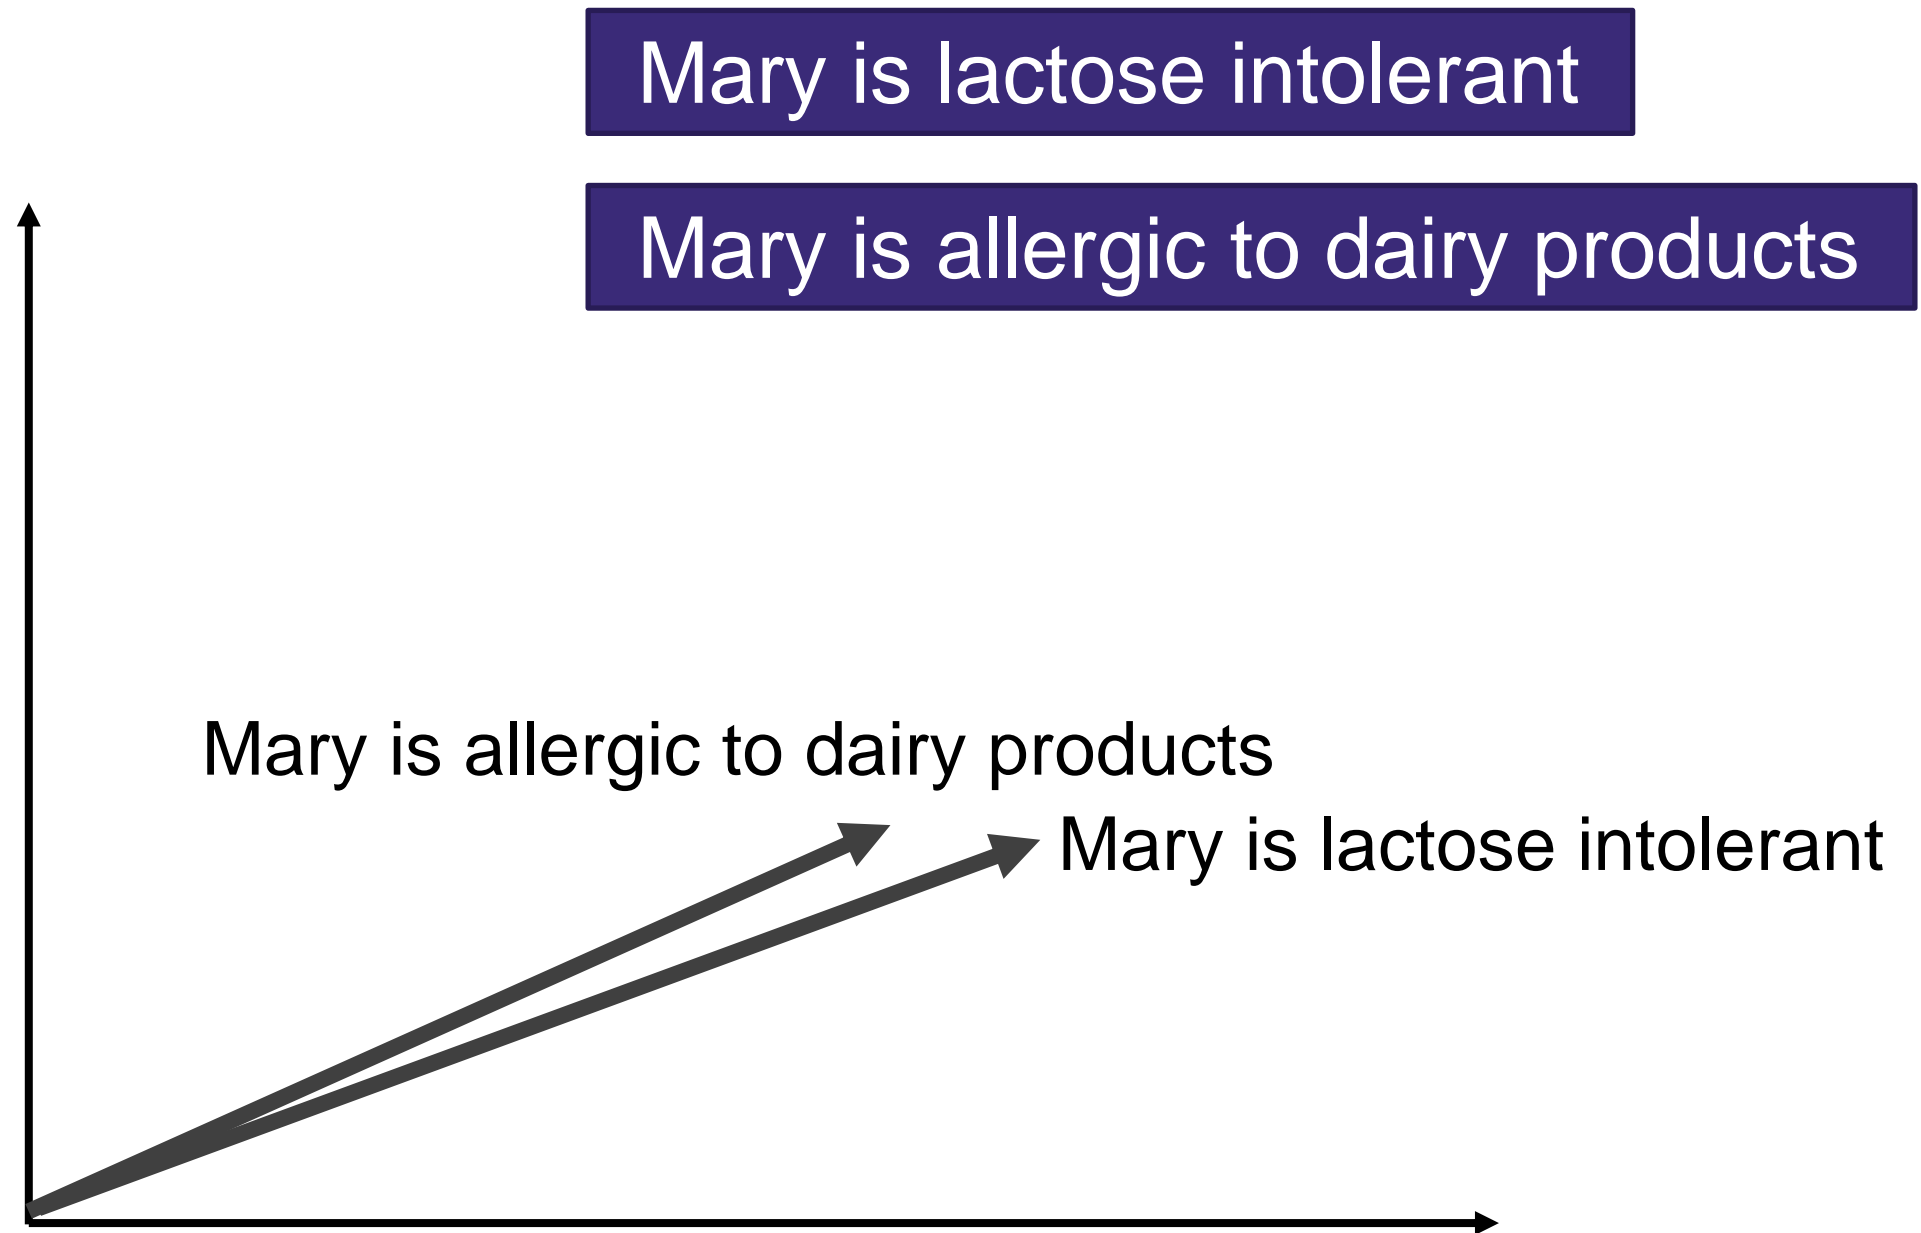 Mary is lactose intolerant
Mary is allergic to dairy products
Mary is allergic to dairy products
Mary is lactose intolerant